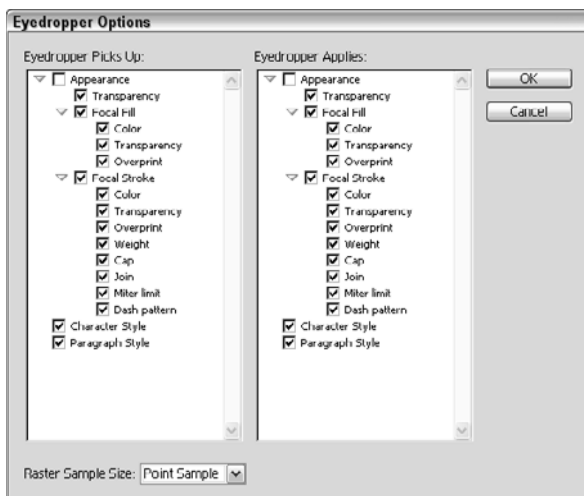 Eyedropper Options
Eyedropper Picks Up:
Appearance
Transparency
Focal Fill
Color
Transparency
Overprint
Focal Stroke
Color
Transparency
Overprint
Weight
Cap
Join
Miter limit
Dash pattern
Character Style
Paragraph Style
Eyedropper Applies:
Appearance
Transparency
Focal Fill
Color
Transparency
Overprint
Focal Stroke
Color
Transparency
Overprint
Weight
Cap
Join
Miter limit
Dash pattern
Character Style
Paragraph Style
OK
Cancel
Raster Sample Size: Point Sample